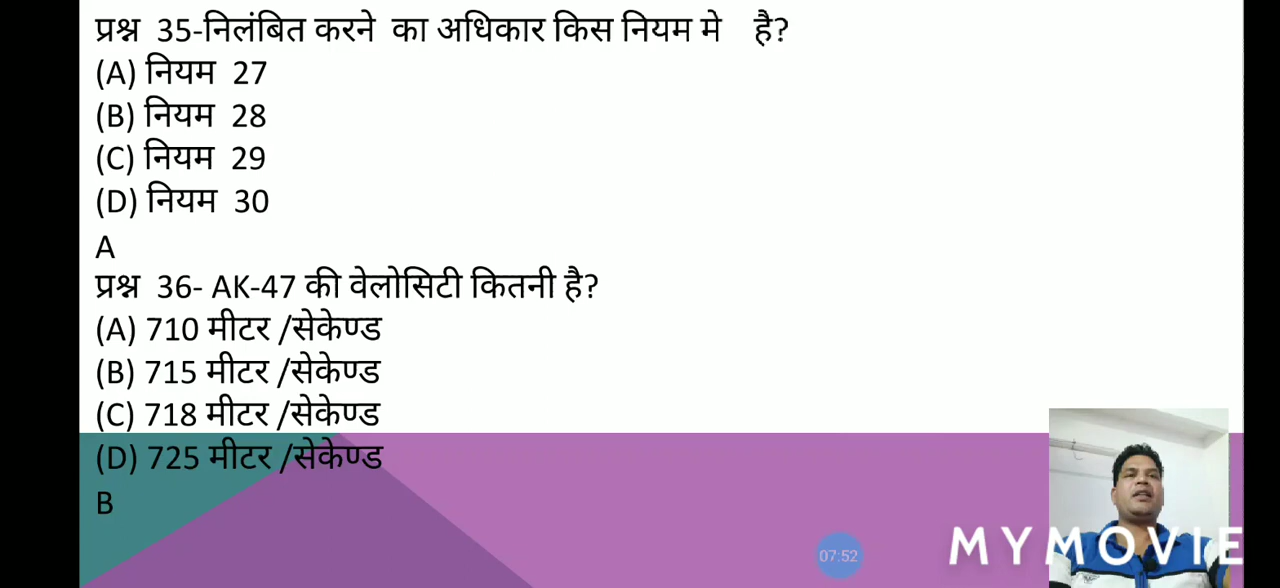 प्रश्न 35-निलंबित करने का अधिकार किस नियम मे है?
(A) नियम 27
(B) नियम 28
(C) नियम 29
(D) नियम 30
A
प्रश्न 36- AK-47 की वेलोसिटी कितनी है?
(A) 710 मीटर /सेकेण्ड
(B) 715 मीटर /सेकेण्ड
(C) 718 मीटर /सेकेण्ड
(D) 725 मीटर /सेकेण्ड
B
07:52
MYMOVIE